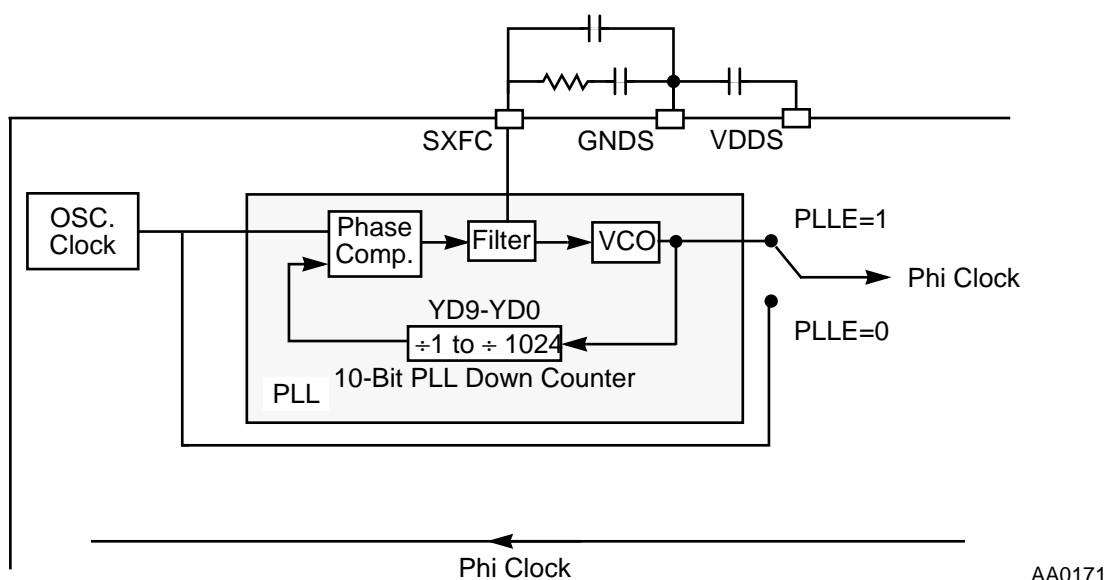 SXFC
GNDS
VDDS
OSC.
Clock
Phase
Comp.
Filter
VCO
PLLE=1
Phi Clock
PLLE=0
YD9-YD0
÷1 to ÷ 1024
10-Bit PLL Down Counter
PLL
Phi Clock
AA0171